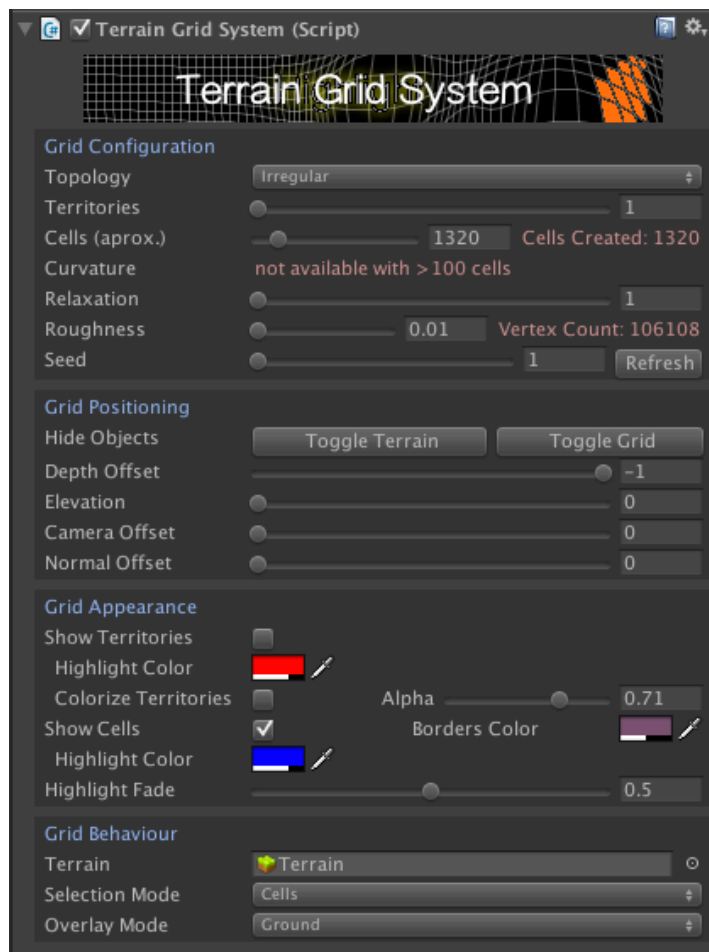 Terrain Grid System (Script)
Terrain Grid System
Grid Configuration
Topology Irregular
Territories 1
Cells (aprox.) 1320 Cells Created: 1320
Curvature not available with >100 cells
Relaxation 1
Roughness 0.01 Vertex Count: 106108
Seed 1 Refresh
Grid Positioning
Hide Objects Toggle Terrain Toggle Grid
Depth Offset -1
Elevation 0
Camera Offset 0
Normal Offset 0
Grid Appearance
Show Territories
Highlight Color
Colorize Territories Alpha 0.71
Show Cells Borders Color
Highlight Color
Highlight Fade 0.5
Grid Behaviour
Terrain Terrain
Selection Mode Cells
Overlay Mode Ground